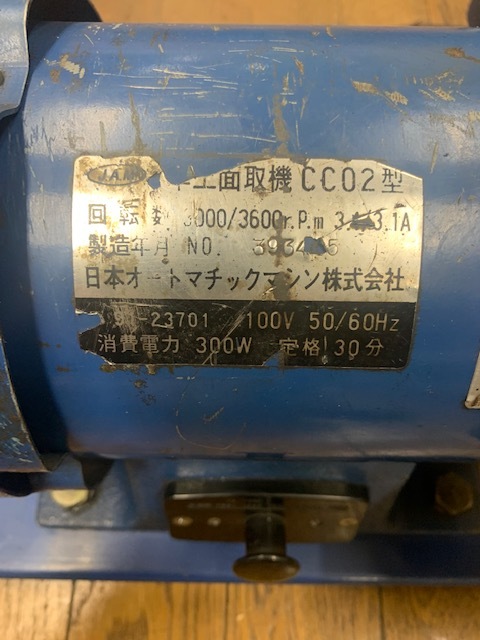 J.A.M.
面取機 CC02型
回転数 3000/3600r.P.m 3.1A
製造年月 NO.
日本オートマチックマシン株式会社
-23701 100V 50/60Hz
消費電力 300W 定格 30分